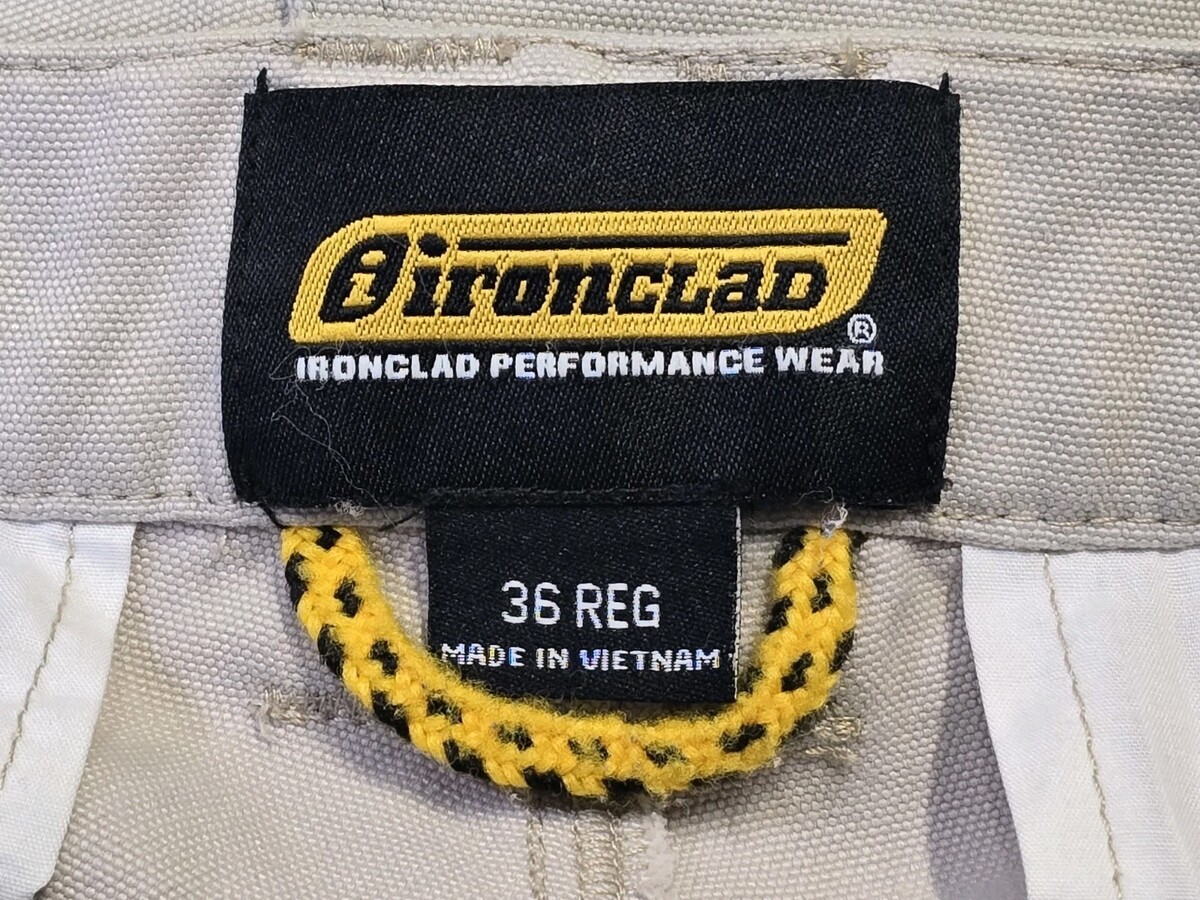 ironclad
®
IRONCLAD PERFORMANCE WEAR
36 REG
MADE IN VIETNAM